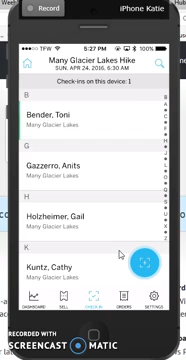 Record
iPhone Katie
TFW
5:27 PM
100%
Many Glacier Lakes Hike
SUN, APR 24, 2016, 6:30 AM
Check-ins on this device: 1
B
Bender, Toni
Many Glacier Lakes
G
Gazzerro, Anits
Many Glacier Lakes
H
Holzheimer, Gail
Many Glacier Lakes
K
Kuntz, Cathy
Many Glacier Lakes
DASHBOARD
SELL
CHECK-IN
ORDERS
SETTINGS
RECORDED WITH
SCREENCAST MATIC